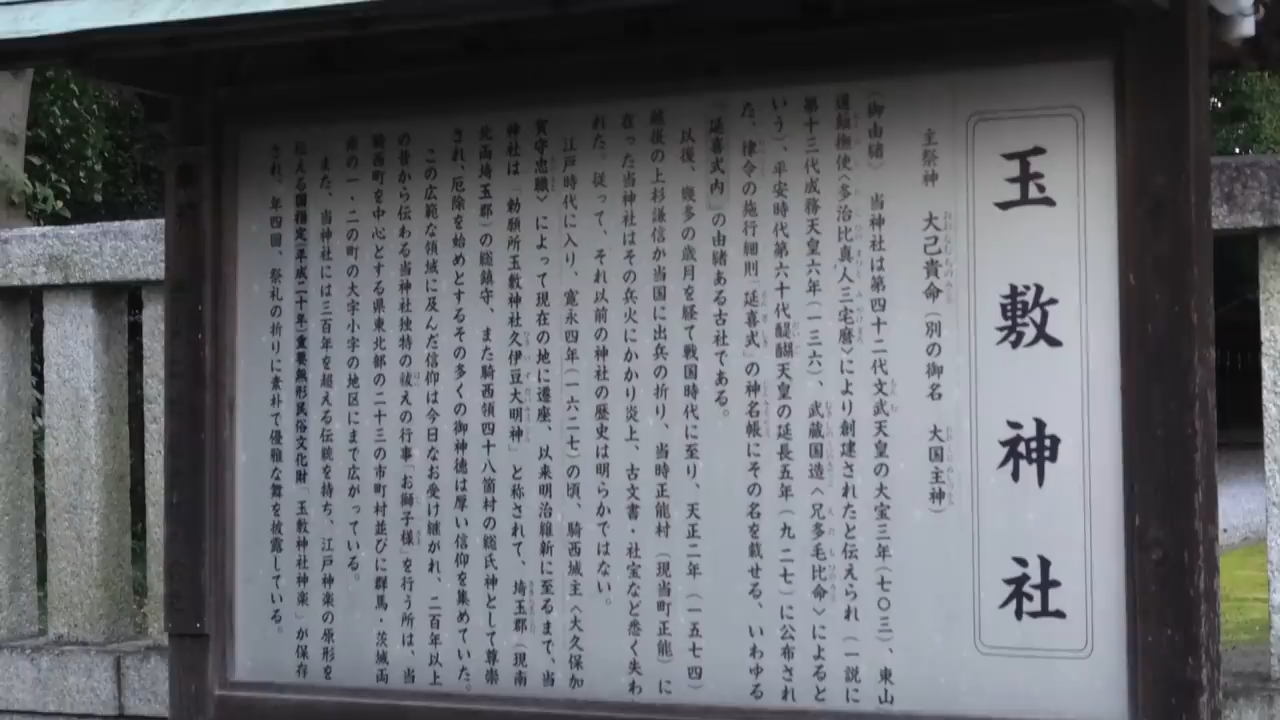 玉敷神社
主祭神　大己貴命（別の御名　大国主神）
（御由緒）　当神社は第四十二代文武天皇の大宝三年（七〇三）、東山
道鎮撫使〈多治比真人三宅麿〉により創建されたと伝えられ（一説に
第十三代成務天皇六年（一三六）、武蔵国造〈兄多毛比命〉によると
いう）、平安時代第六十代醍醐天皇の延長五年（九二七）に公布され
た、律令の施行細則「延喜式」の神名帳にその名を載せる、いわゆる
「延喜式内」の由緒ある古社である。
以後、幾多の歳月を経て戦国時代に至り、天正二年（一五七四）
越後の上杉謙信が当国に出兵の折り、当時正能村（現当町正能）に
在った当神社はその兵火にかかり炎上、古文書・社宝など悉く失わ
れた。従って、それ以前の神社の歴史は明らかではない。
江戸時代に入り、寛永四年（一六二七）の頃、騎西城主〈大久保加
賀守忠職〉によって現在の地に遷座、以来明治維新に至るまで、当
神社は「勅願所玉敷神社久伊豆大明神」と称されて、埼玉郡（現南
北両埼玉郡）の総鎮守、また騎西領四十八箇村の総氏神として尊崇
され、厄除を始めとするその多くの御神徳は厚い信仰を集めていた。
この広範な領域に及んだ信仰は今日なお受け継がれ、二百年以上
の昔から伝わる当神社独特の祓えの行事「お獅子様」を行う所は、当
騎西町を中心とする県東北部の二十三の市町村並びに群馬・茨城両
県の一、二の町の大字小字の地区にまで広がっている。
また、当神社には三百年を超える伝統を持ち、江戸神楽の原形を
伝える国指定（平成二十年）重要無形民俗文化財「玉敷神社神楽」が保存
され、年四回、祭礼の折りに素朴で優雅な舞を披露している。